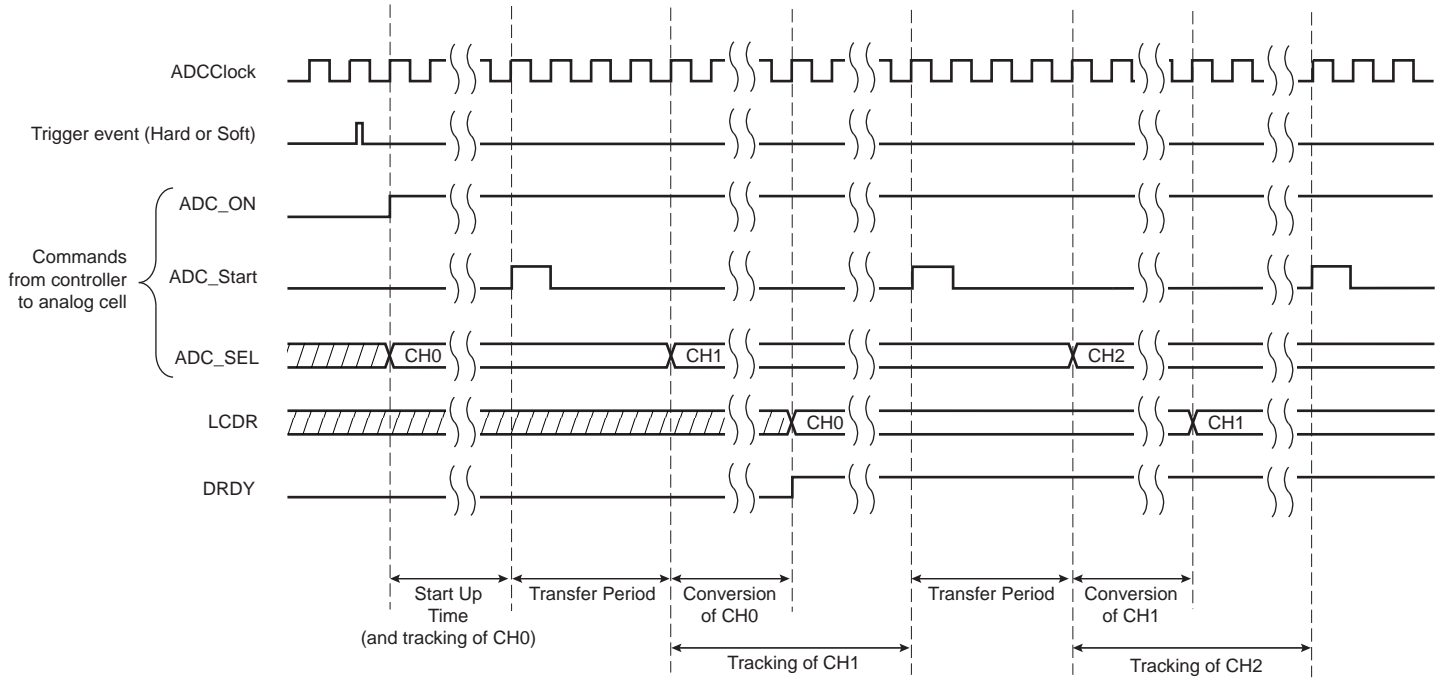 ADCClock
Trigger event (Hard or Soft)
ADC_ON
Commands
from controller
to analog cell
ADC_Start
ADC_SEL
CH0
CH1
CH2
LCDR
CH0
CH1
DRDY
Start Up
Time
(and tracking of CH0)
Transfer Period
Conversion
of CH0
Transfer Period
Conversion
of CH1
Tracking of CH1
Tracking of CH2